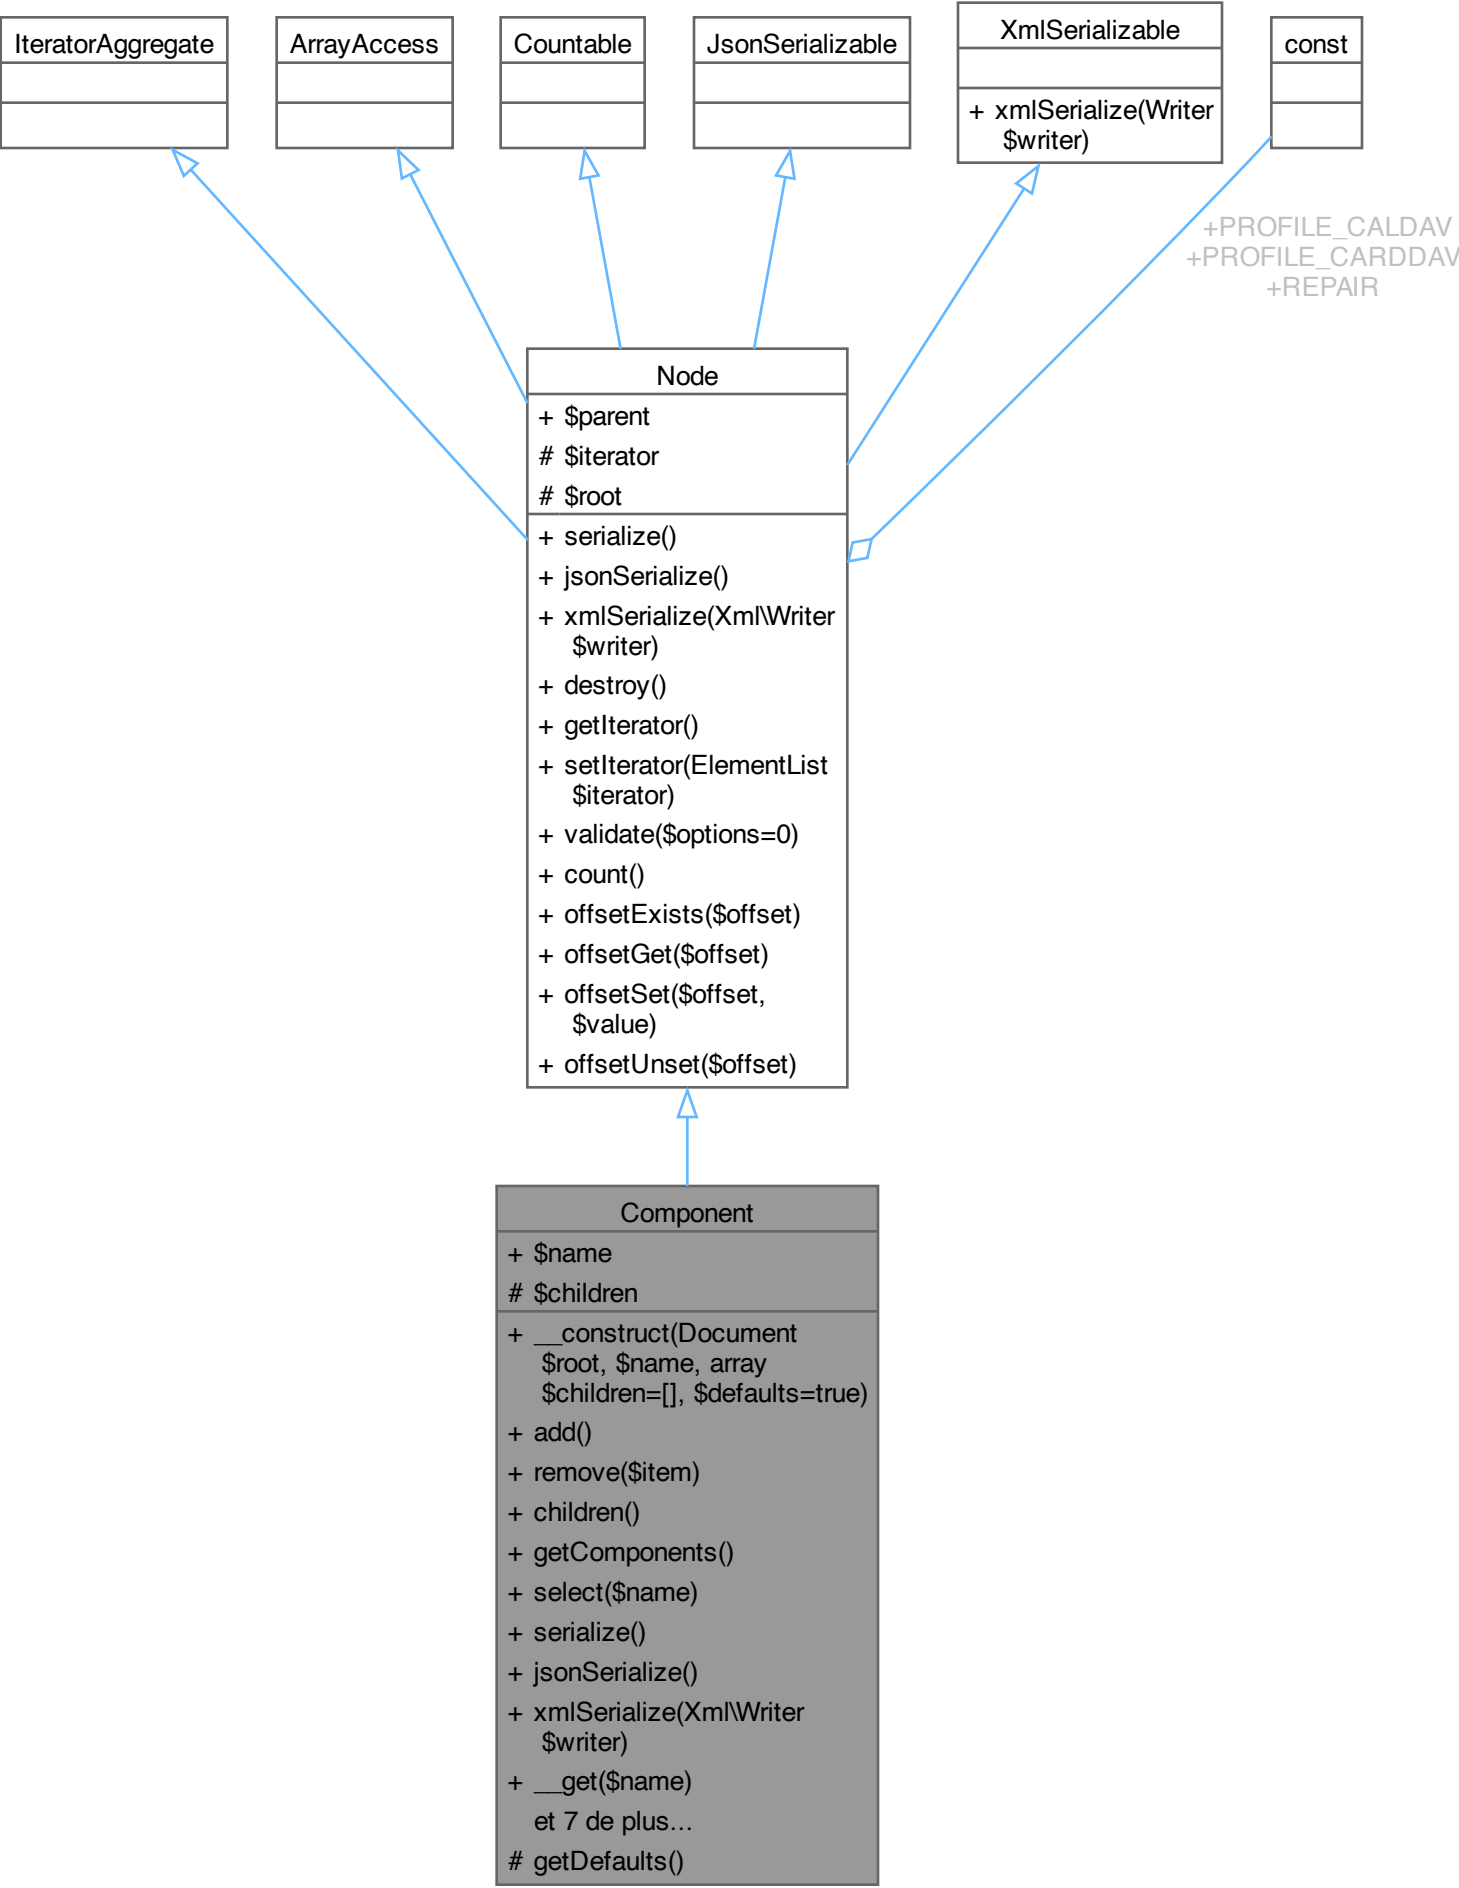 IteratorAggregate
ArrayAccess
Countable
JsonSerializable
XmlSerializable
+ xmlSerialize(Writer
$writer)
const
+PROFILE_CALDAV
+PROFILE_CARDDAV
+REPAIR
Node
+ $parent
# $iterator
# $root
+ serialize()
+ jsonSerialize()
+ xmlSerialize(Xml\Writer
$writer)
+ destroy()
+ getIterator()
+ setIterator(ElementList
$iterator)
+ validate($options=0)
+ count()
+ offsetExists($offset)
+ offsetGet($offset)
+ offsetSet($offset,
$value)
+ offsetUnset($offset)
Component
+ $name
# $children
+ __construct(Document
$root, $name, array
$children=[], $defaults=true)
+ add()
+ remove($item)
+ children()
+ getComponents()
+ select($name)
+ serialize()
+ jsonSerialize()
+ xmlSerialize(Xml\Writer
$writer)
+ __get($name)
et 7 de plus...
# getDefaults()